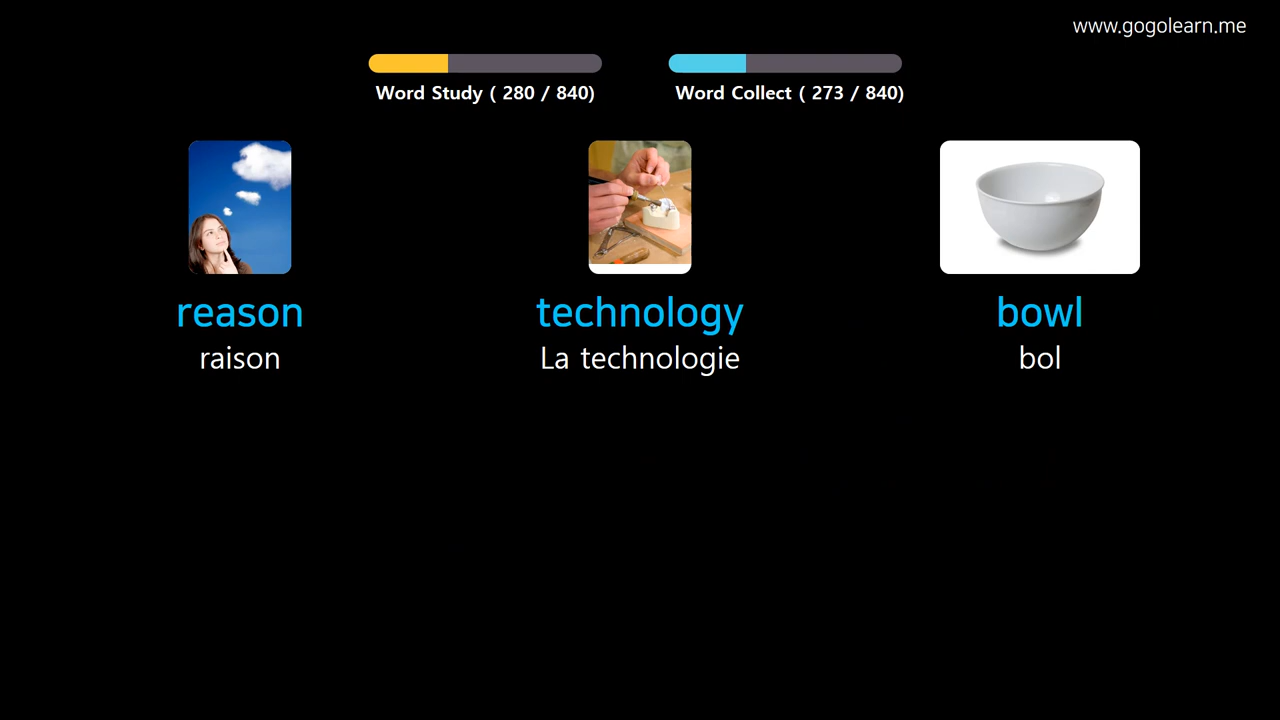 www.gogolearn.me
Word Study ( 280 / 840)
Word Collect ( 273 / 840)
reason
raison
technology
La technologie
bowl
bol